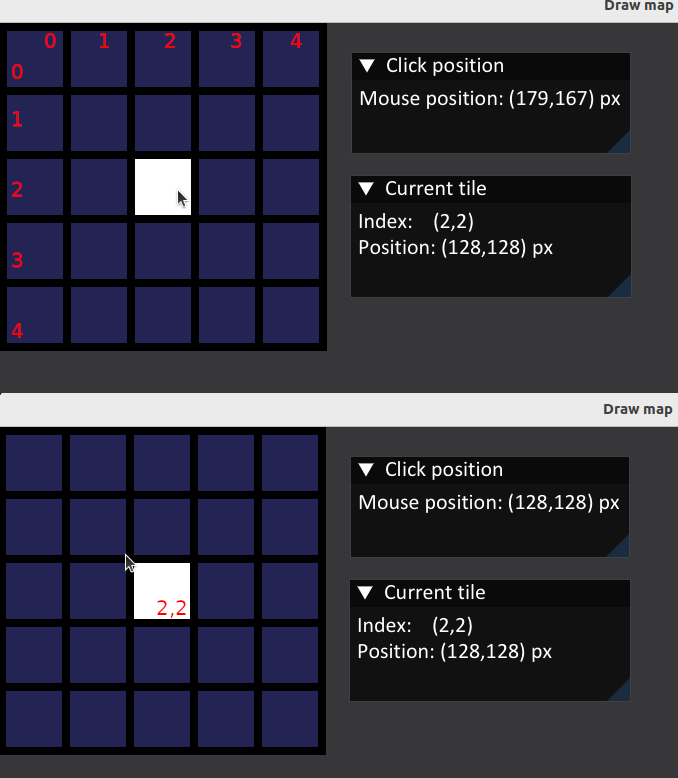 Draw map
0 1 2 3 4
0
1
2
3
4
Click position
Mouse position: (179,167) px
Current tile
Index: (2,2)
Position: (128,128) px
Draw map
2,2
Click position
Mouse position: (128,128) px
Current tile
Index: (2,2)
Position: (128,128) px